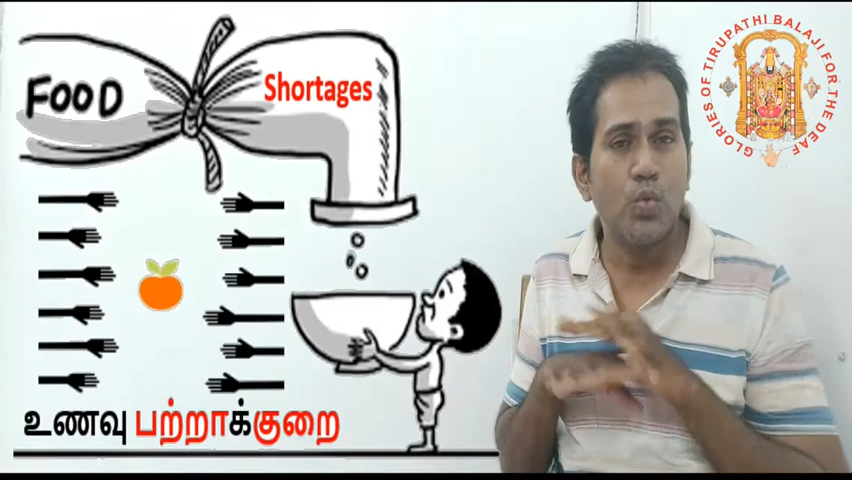 FOOD
Shortages
உணவு பற்றாக்குறை
GLORIES OF TIRUPATHI BALAJI FOR THE DEAF